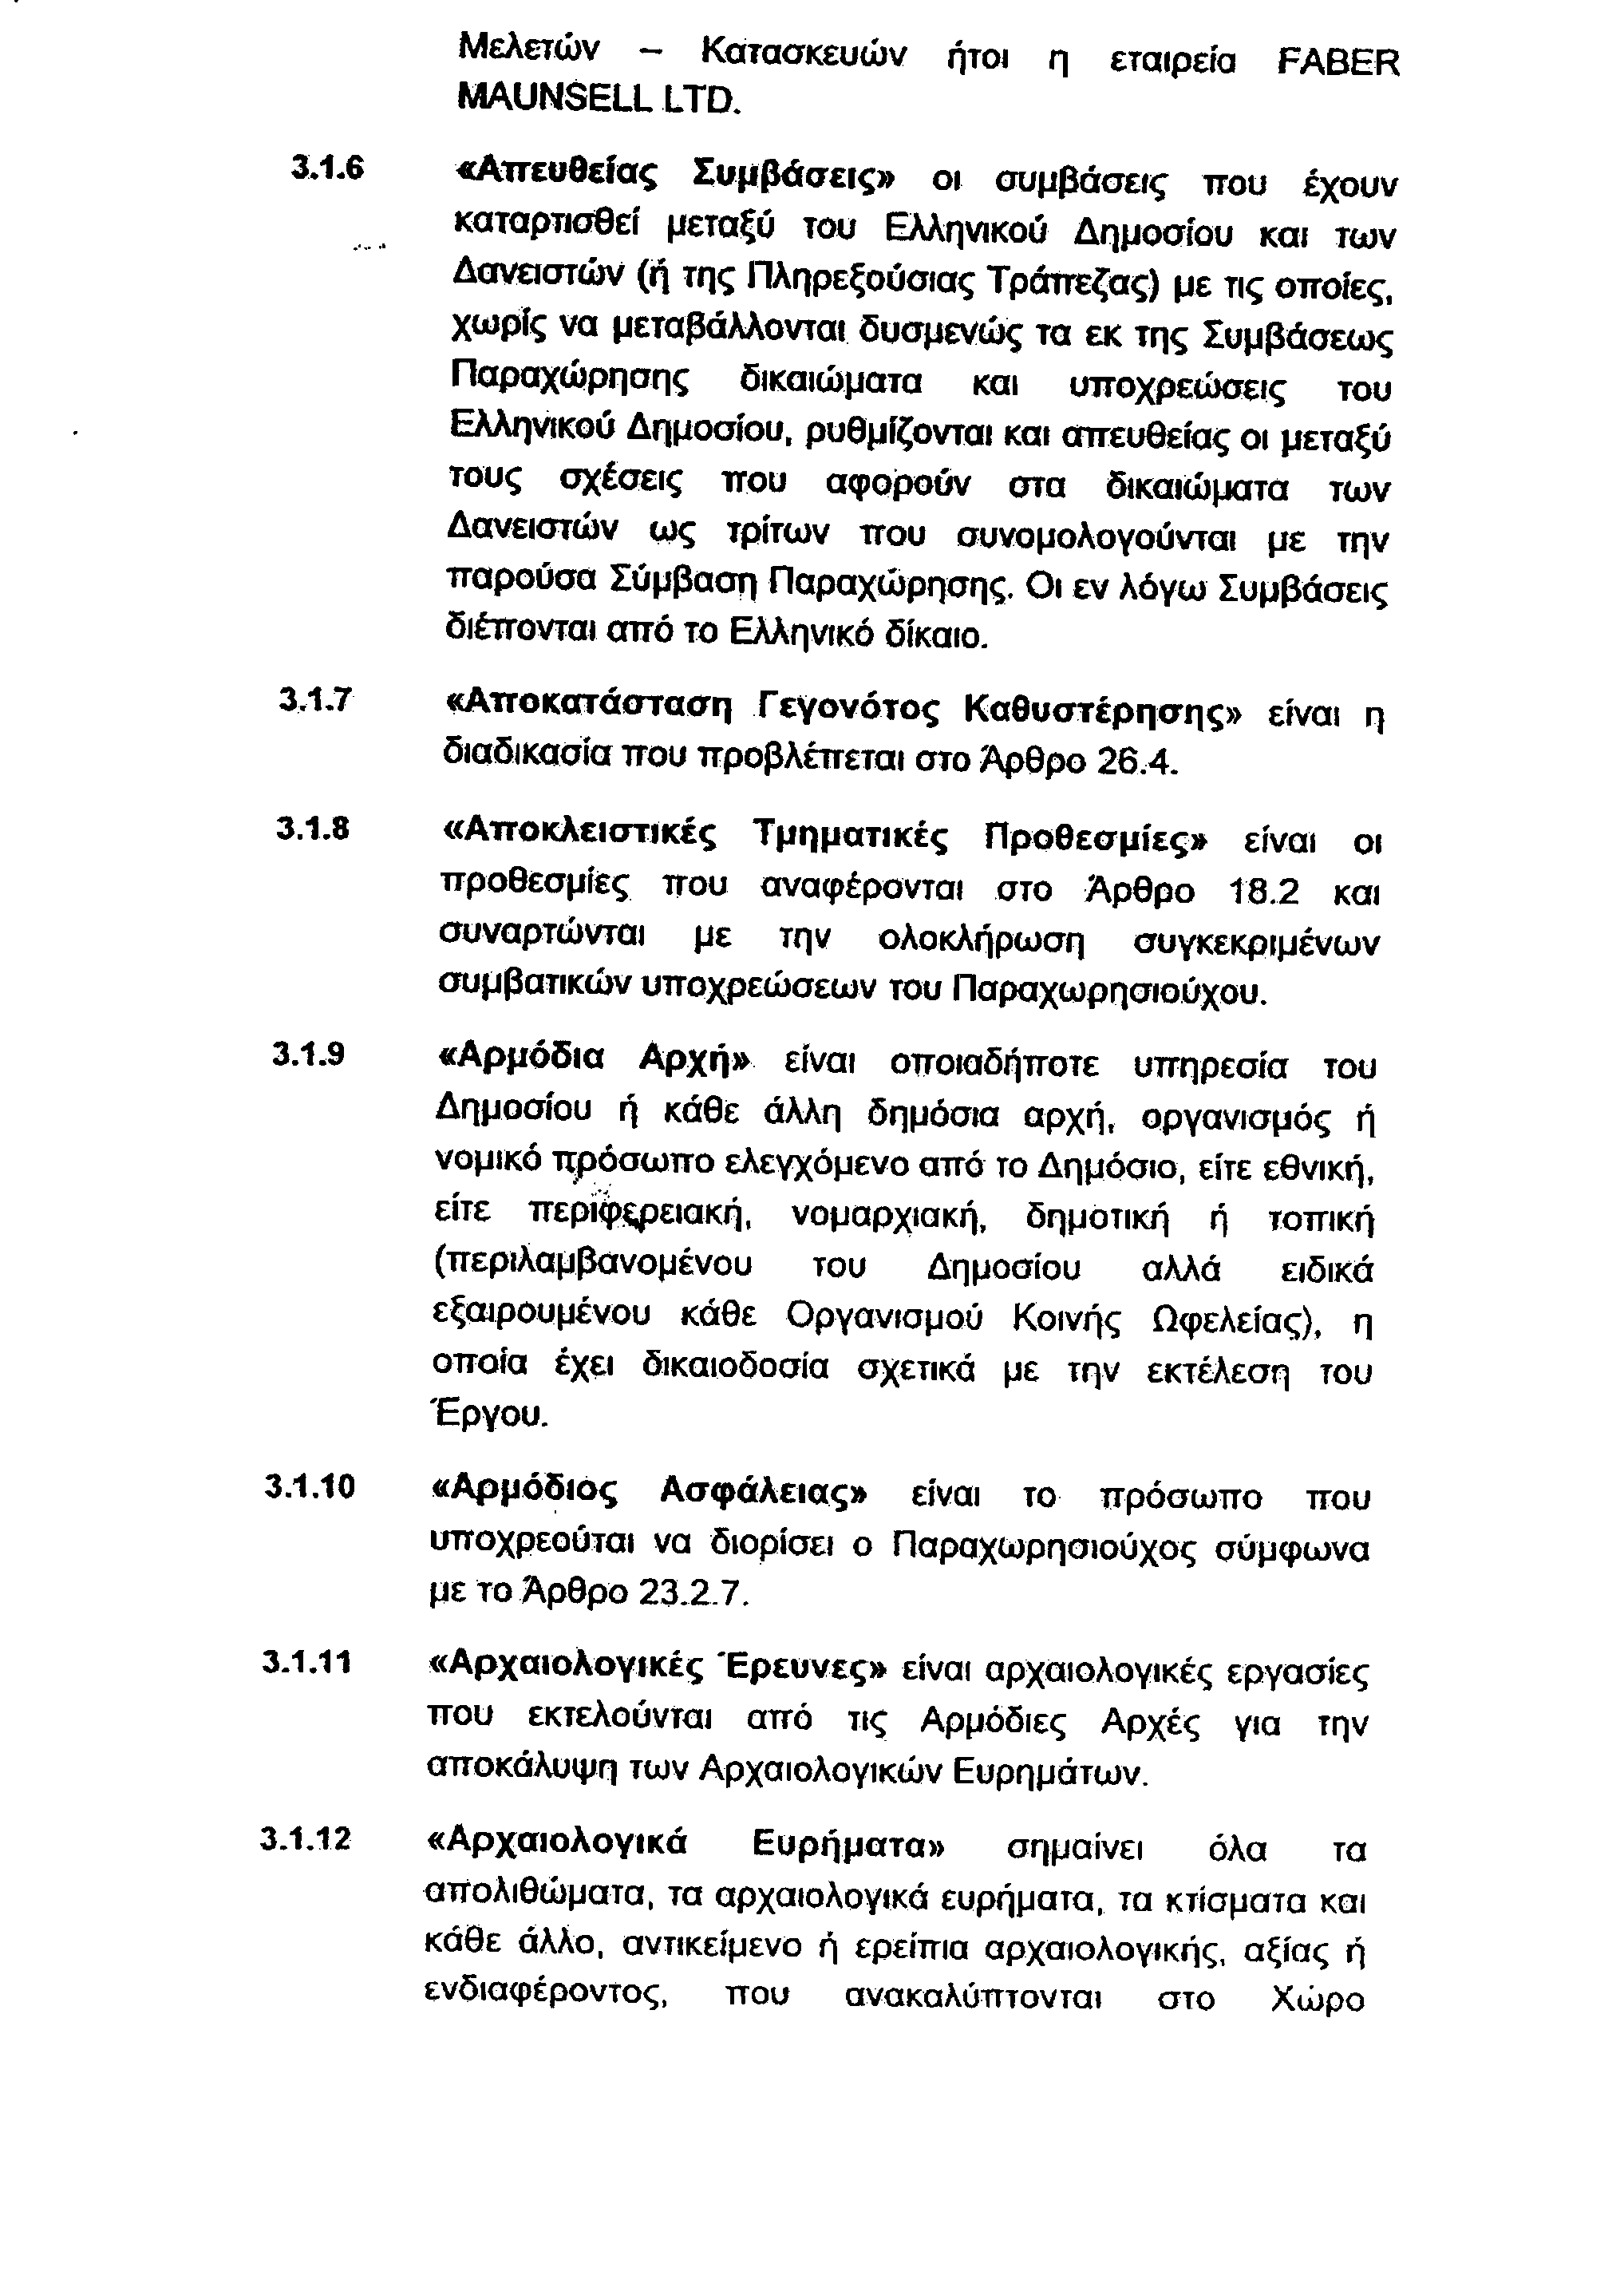 Μελετών – Κατασκευών ήτοι η εταιρεία FABER
MAUNSELL LTD.
3.1.6 «Απευθείας Συμβάσεις» οι συμβάσεις που έχουν
καταρτισθεί μεταξύ του Ελληνικού Δημοσίου και των
Δανειστών (ή της Πληρεξούσιας Τράπεζας) με τις οποίες,
χωρίς να μεταβάλλονται δυσμενώς τα εκ της Συμβάσεως
Παραχώρησης δικαιώματα και υποχρεώσεις του
Ελληνικού Δημοσίου, ρυθμίζονται και απευθείας οι μεταξύ
τους σχέσεις που αφορούν στα δικαιώματα των
Δανειστών ως τρίτων που συνομολογούνται με την
παρούσα Σύμβαση Παραχώρησης. Οι εν λόγω Συμβάσεις
διέπονται από το Ελληνικό δίκαιο.
3.1.7 «Αποκατάσταση Γεγονότος Καθυστέρησης» είναι η
διαδικασία που προβλέπεται στο Άρθρο 26.4.
3.1.8 «Αποκλειστικές Τμηματικές Προθεσμίες» είναι οι
προθεσμίες που αναφέρονται στο Άρθρο 18.2 και
συναρτώνται με την ολοκλήρωση συγκεκριμένων
συμβατικών υποχρεώσεων του Παραχωρησιούχου.
3.1.9 «Αρμόδια Αρχή» είναι οποιαδήποτε υπηρεσία του
Δημοσίου ή κάθε άλλη δημόσια αρχή, οργανισμός ή
νομικό πρόσωπο ελεγχόμενο από το Δημόσιο, είτε εθνική,
είτε περιφερειακή, νομαρχιακή, δημοτική ή τοπική
(περιλαμβανομένου του Δημοσίου αλλά ειδικά
εξαιρουμένου κάθε Οργανισμού Κοινής Ωφελείας), η
οποία έχει δικαιοδοσία σχετικά με την εκτέλεση του
Έργου.
3.1.10 «Αρμόδιος Ασφάλειας» είναι το πρόσωπο που
υποχρεούται να διορίσει ο Παραχωρησιούχος σύμφωνα
με το Άρθρο 23.2.7.
3.1.11 «Αρχαιολογικές Έρευνες» είναι αρχαιολογικές εργασίες
που εκτελούνται από τις Αρμόδιες Αρχές για την
αποκάλυψη των Αρχαιολογικών Ευρημάτων.
3.1.12 «Αρχαιολογικά Ευρήματα» σημαίνει όλα τα
απολιθώματα, τα αρχαιολογικά ευρήματα, τα κτίσματα και
κάθε άλλο, αντικείμενο ή ερείπια αρχαιολογικής, αξίας ή
ενδιαφέροντος, που ανακαλύπτονται στο Χώρο